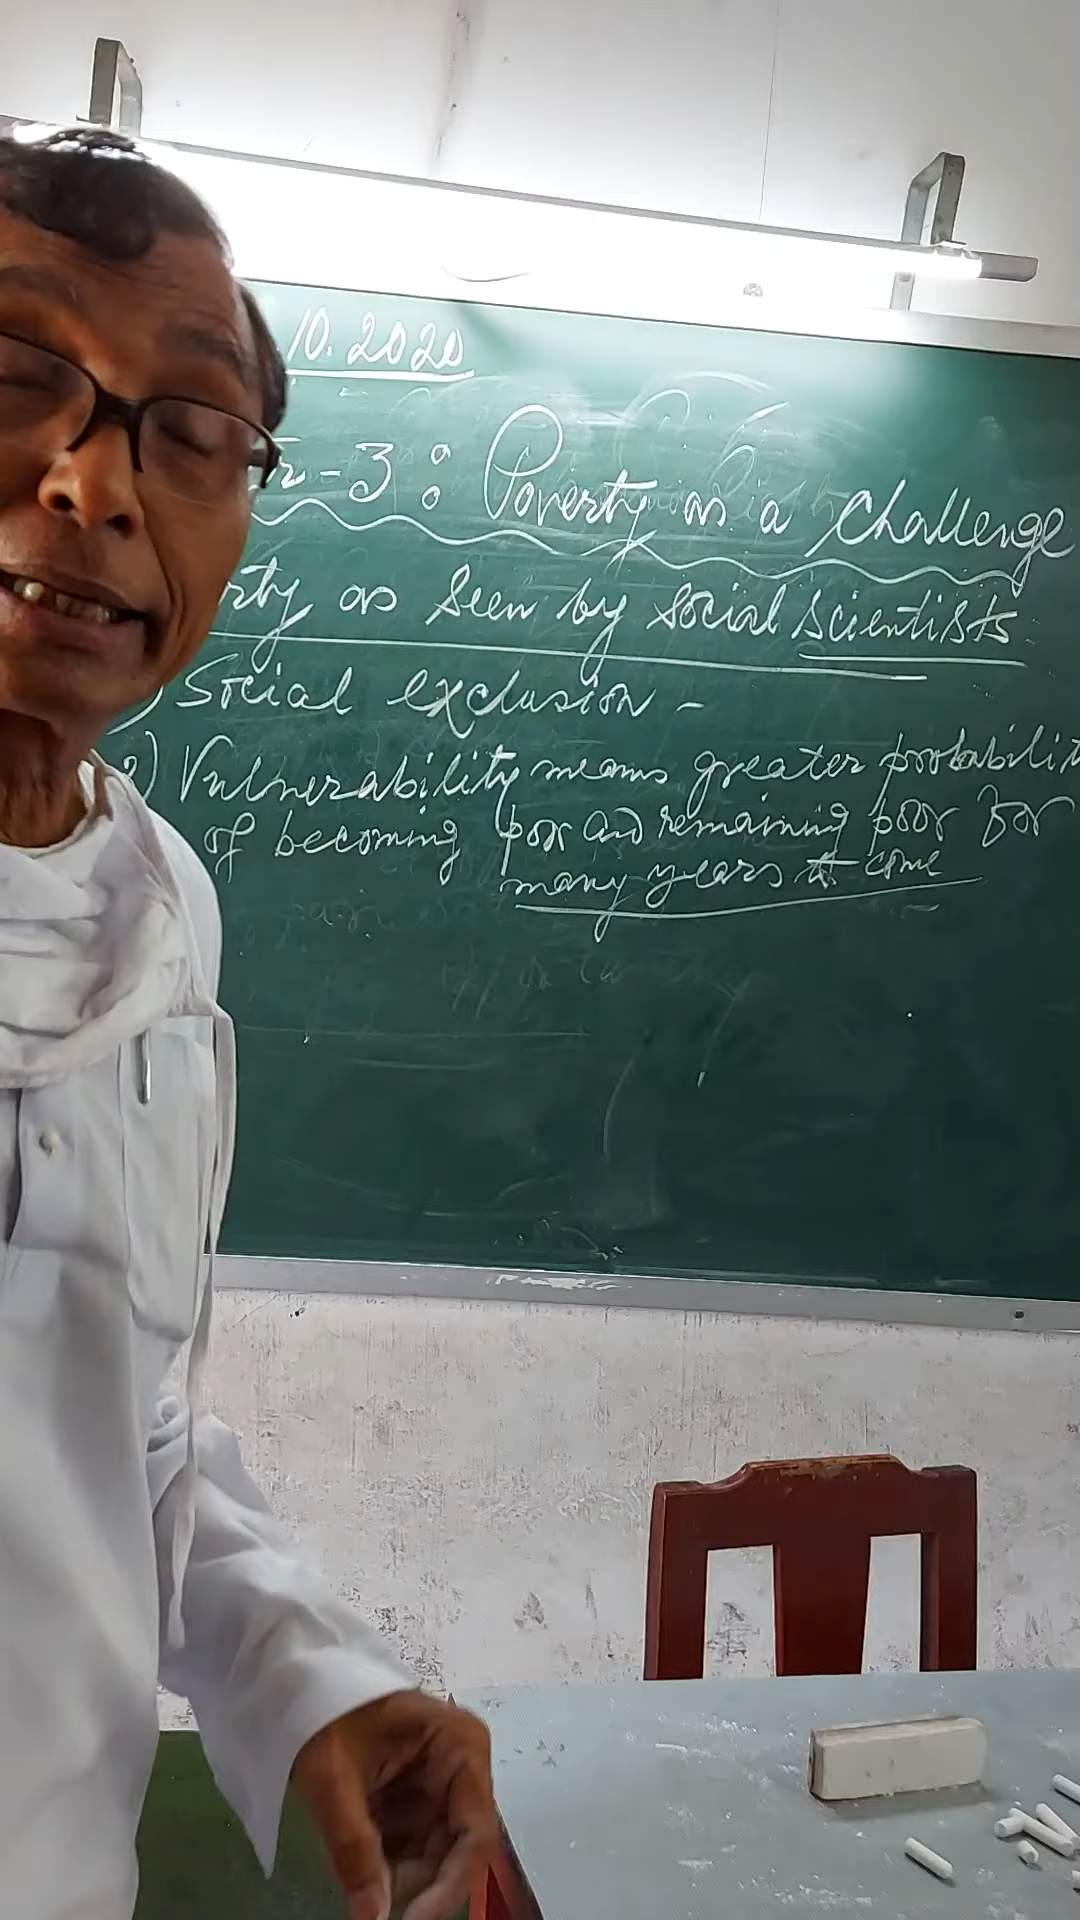 10.2020
-3 : Poverty as a challenge
as seen by social scientists
) Social exclusion -
2) Vulnerability means greater probabilit
of becoming poor and remaining poor for
many years to come